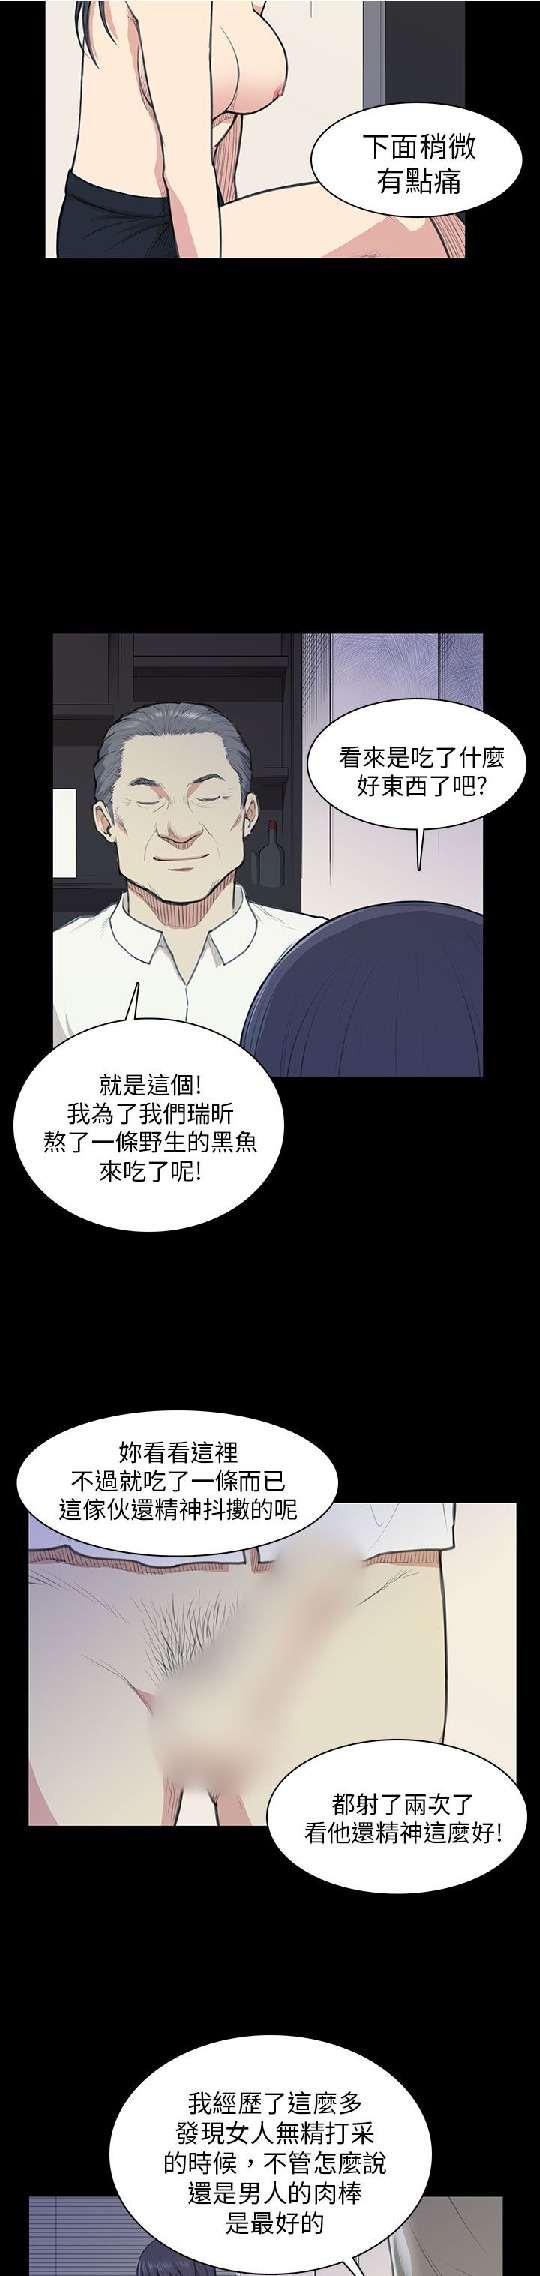 下面稍微
有點痛
看來是吃了什麼
好東西了吧?
就是這個!
我為了我們瑞昕
熬了一條野生的黑魚
來吃了呢!
妳看看這裡
不過就吃了一條而已
這傢伙還精神抖擻的呢
都射了兩次了
看他還精神這麼好!
我經歷了這麼多
發現女人無精打采
的時候，不管怎麼說
還是男人的肉棒
是最好的